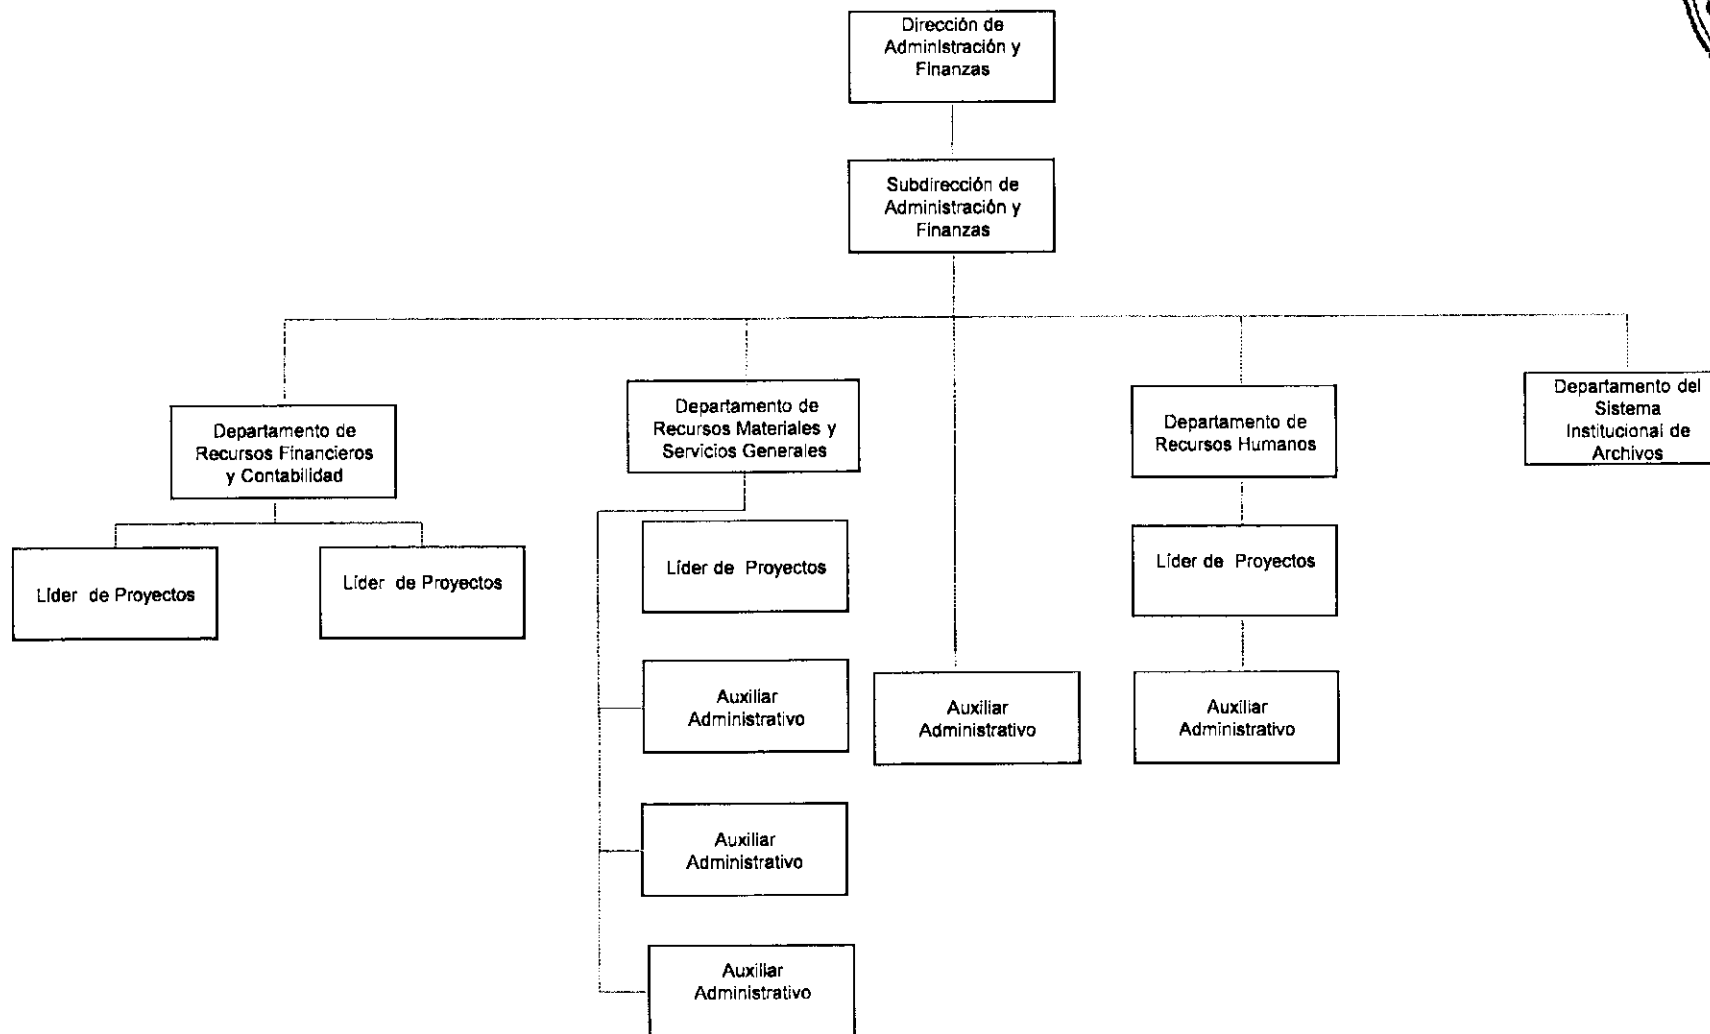 Dirección de
Administración y
Finanzas
Subdirección de
Administración y
Finanzas
Departamento de
Recursos Financieros
y Contabilidad
Departamento de
Recursos Materiales y
Servicios Generales
Departamento de
Recursos Humanos
Departamento del
Sistema
Institucional de
Archivos
Líder de Proyectos
Líder de Proyectos
Líder de Proyectos
Líder de Proyectos
Auxiliar
Administrativo
Auxiliar
Administrativo
Auxiliar
Administrativo
Auxiliar
Administrativo
Auxiliar
Administrativo